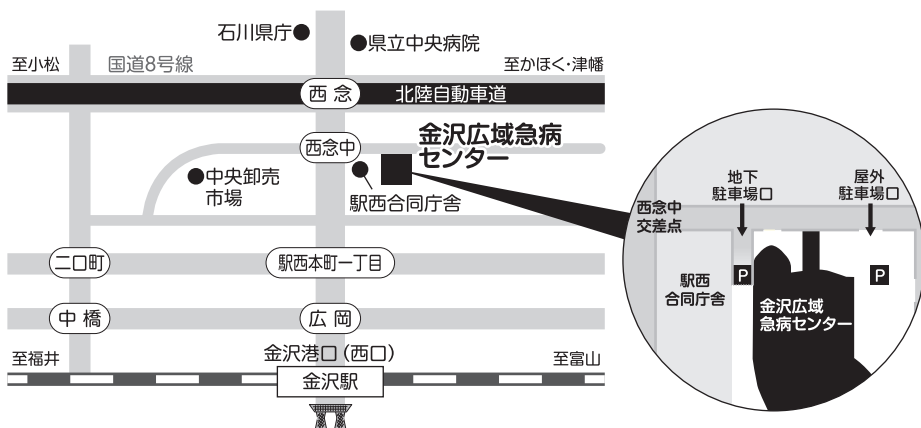 石川県庁
県立中央病院
至小松
国道8号線
至かほく・津幡
西念
北陸自動車道
西念中
金沢広域急病
センター
中央卸売
市場
駅西合同庁舎
二口町
駅西本町一丁目
中橋
広岡
金沢港口(西口)
至福井
至富山
金沢駅
地下
駐車場口
屋外
駐車場口
西念中
交差点
P
P
駅西
合同庁舎
金沢広域
急病センター